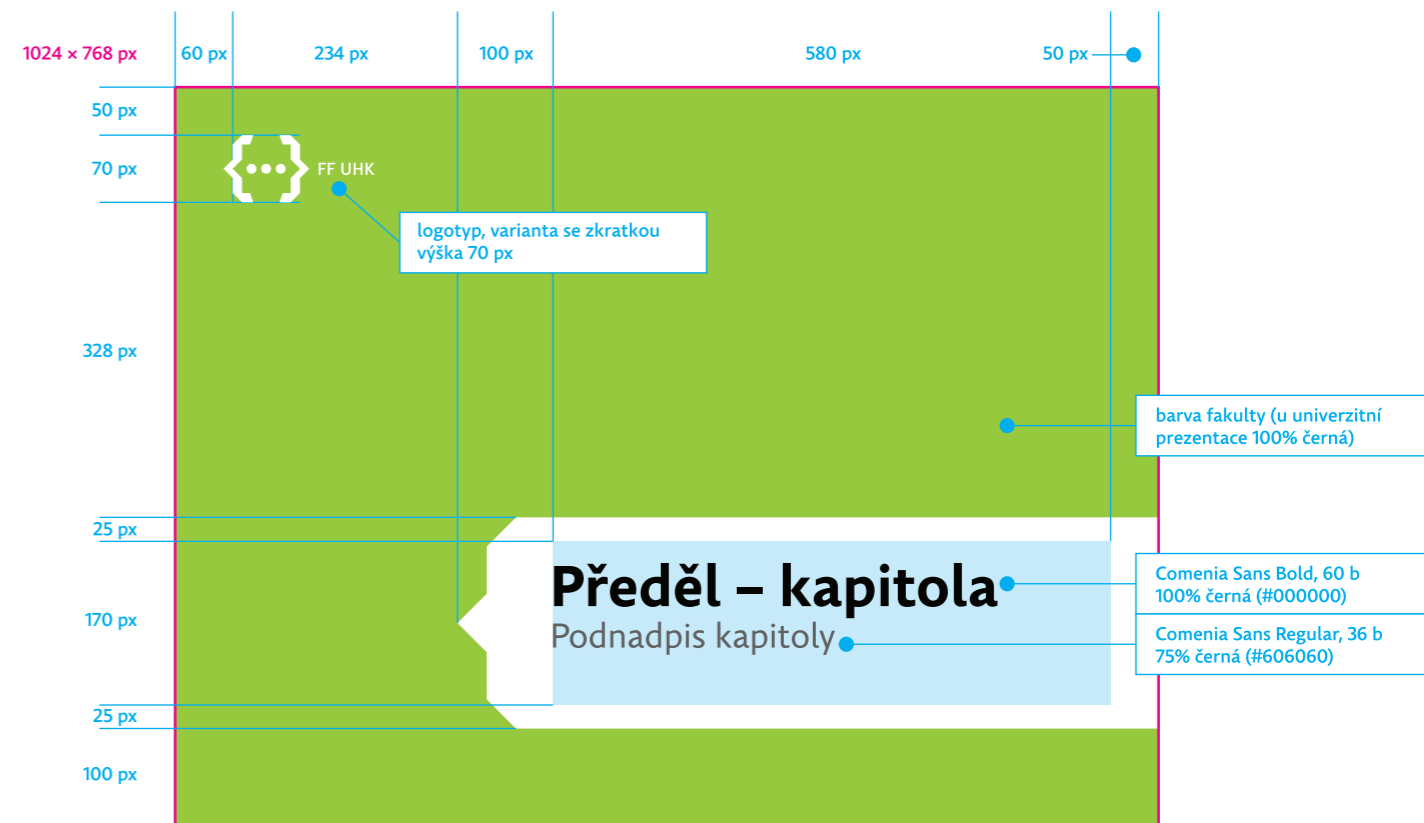 1024 × 768 px
60 px
234 px
100 px
580 px
50 px
50 px
70 px
FF UHK
logotyp, varianta se zkratkou
výška 70 px
328 px
barva fakulty (u univerzitní
prezentace 100% černá)
25 px
Předěl – kapitola
Comenia Sans Bold, 60 b
100% černá (#000000)
170 px
Podnadpis kapitoly
Comenia Sans Regular, 36 b
75% černá (#606060)
25 px
100 px